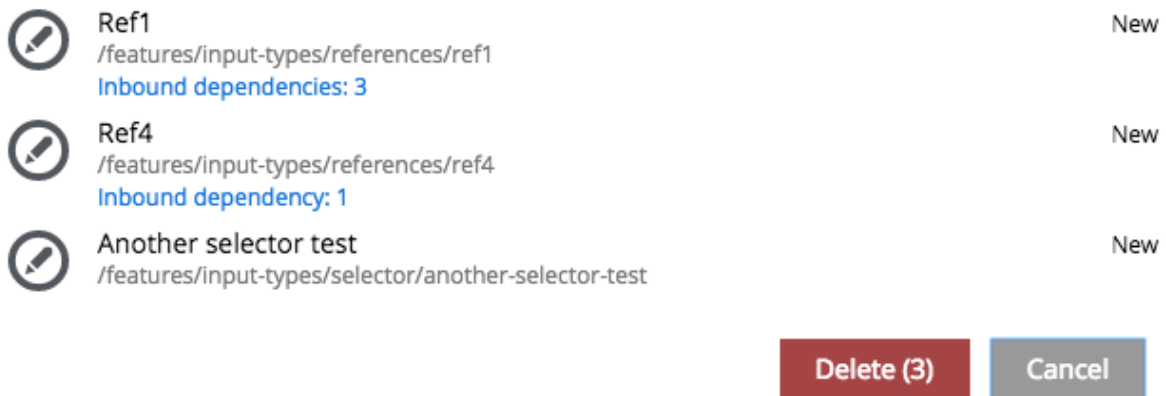 Ref1
New
/features/input-types/references/ref1
Inbound dependencies: 3
Ref4
New
/features/input-types/references/ref4
Inbound dependency: 1
Another selector test
New
/features/input-types/selector/another-selector-test
Delete (3)
Cancel